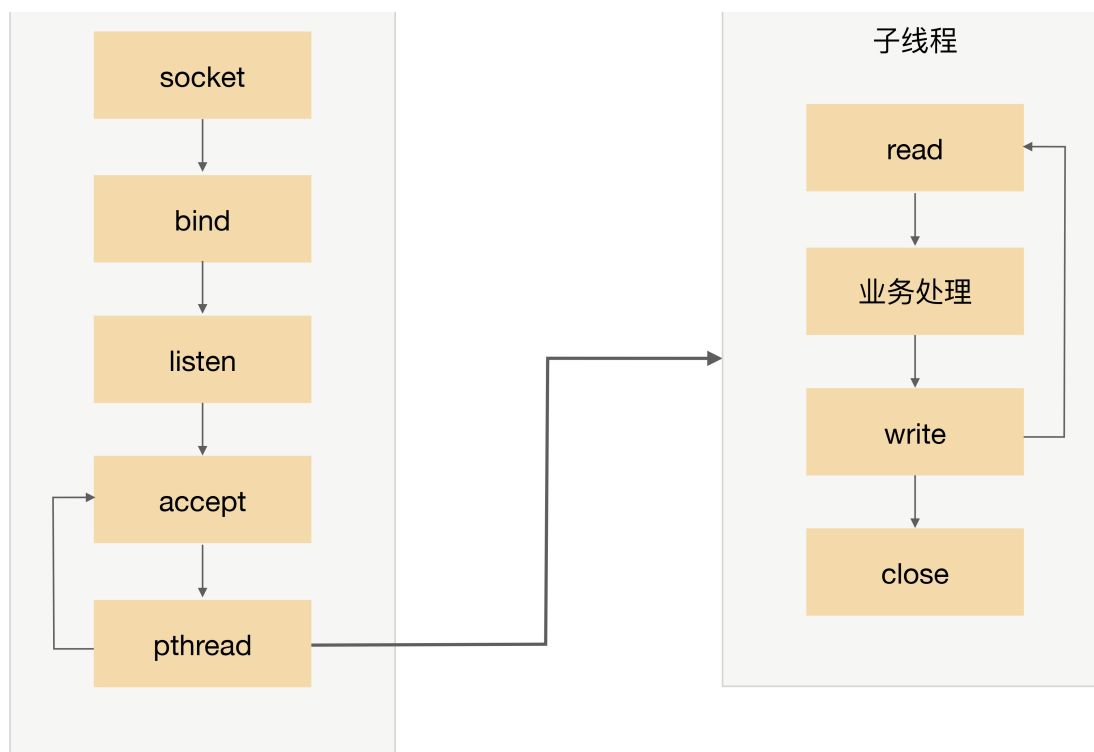 socket
bind
listen
accept
pthread
子线程
read
业务处理
write
close